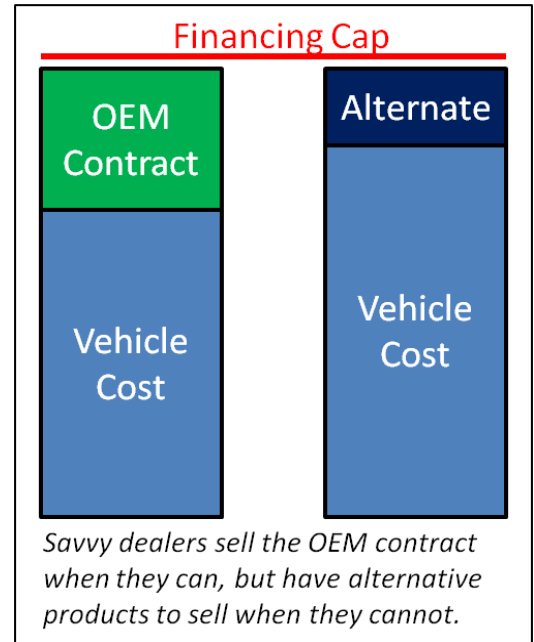 Financing Cap
OEM
Contract
Alternate
Vehicle
Cost
Vehicle
Cost
Savvy dealers sell the OEM contract
when they can, but have alternative
products to sell when they cannot.